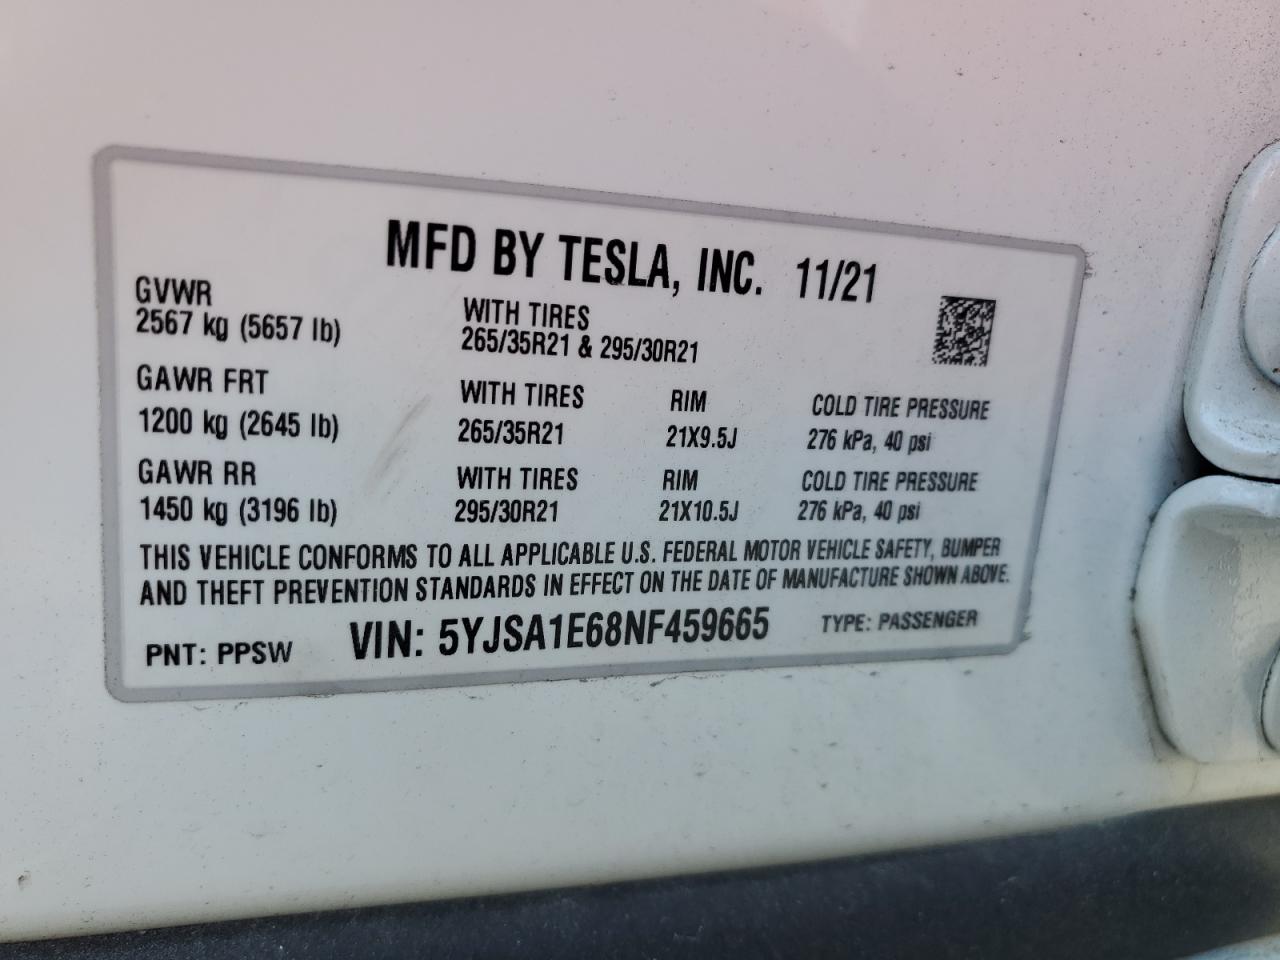 MFD BY TESLA, INC. 11/21
GVWR
2567 kg (5657 lb)
WITH TIRES
265/35R21 & 295/30R21
GAWR FRT
1200 kg (2645 lb)
WITH TIRES
265/35R21
RIM
21X9.5J
COLD TIRE PRESSURE
276 kPa, 40 psi
GAWR RR
1450 kg (3196 lb)
WITH TIRES
295/30R21
RIM
21X10.5J
COLD TIRE PRESSURE
276 kPa, 40 psi
THIS VEHICLE CONFORMS TO ALL APPLICABLE U.S. FEDERAL MOTOR VEHICLE SAFETY, BUMPER
AND THEFT PREVENTION STANDARDS IN EFFECT ON THE DATE OF MANUFACTURE SHOWN ABOVE.
PNT: PPSW VIN: 5YJSA1E68NF459665 TYPE: PASSENGER